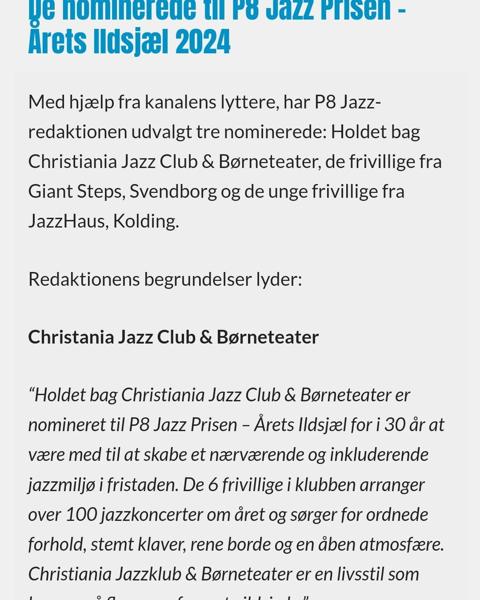 De nominerede til P8 Jazz Prisen -
Årets Ildsjæl 2024
Med hjælp fra kanalens lyttere, har P8 Jazz-
redaktionen udvalgt tre nominerede: Holdet bag
Christiania Jazz Club & Børneteater, de frivillige fra
Giant Steps, Svendborg og de unge frivillige fra
JazzHaus, Kolding.
Redaktionens begrundelser lyder:
Christania Jazz Club & Børneteater
“Holdet bag Christiania Jazz Club & Børneteater er
nomineret til P8 Jazz Prisen – Årets Ildsjæl for i 30 år at
være med til at skabe et nærværende og inkluderende
jazzmiljø i fristaden. De 6 frivillige i klubben arranger
over 100 jazzkoncerter om året og sørger for ordnede
forhold, stemt klaver, rene borde og en åben atmosfære.
Christiania Jazzklub & Børneteater er en livsstil som